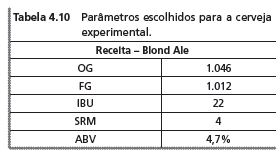 Tabela 4.10 Parâmetros escolhidos para a cerveja
experimental.
Receita – Blond Ale
OG 1.046
FG 1.012
IBU 22
SRM 4
ABV 4,7%